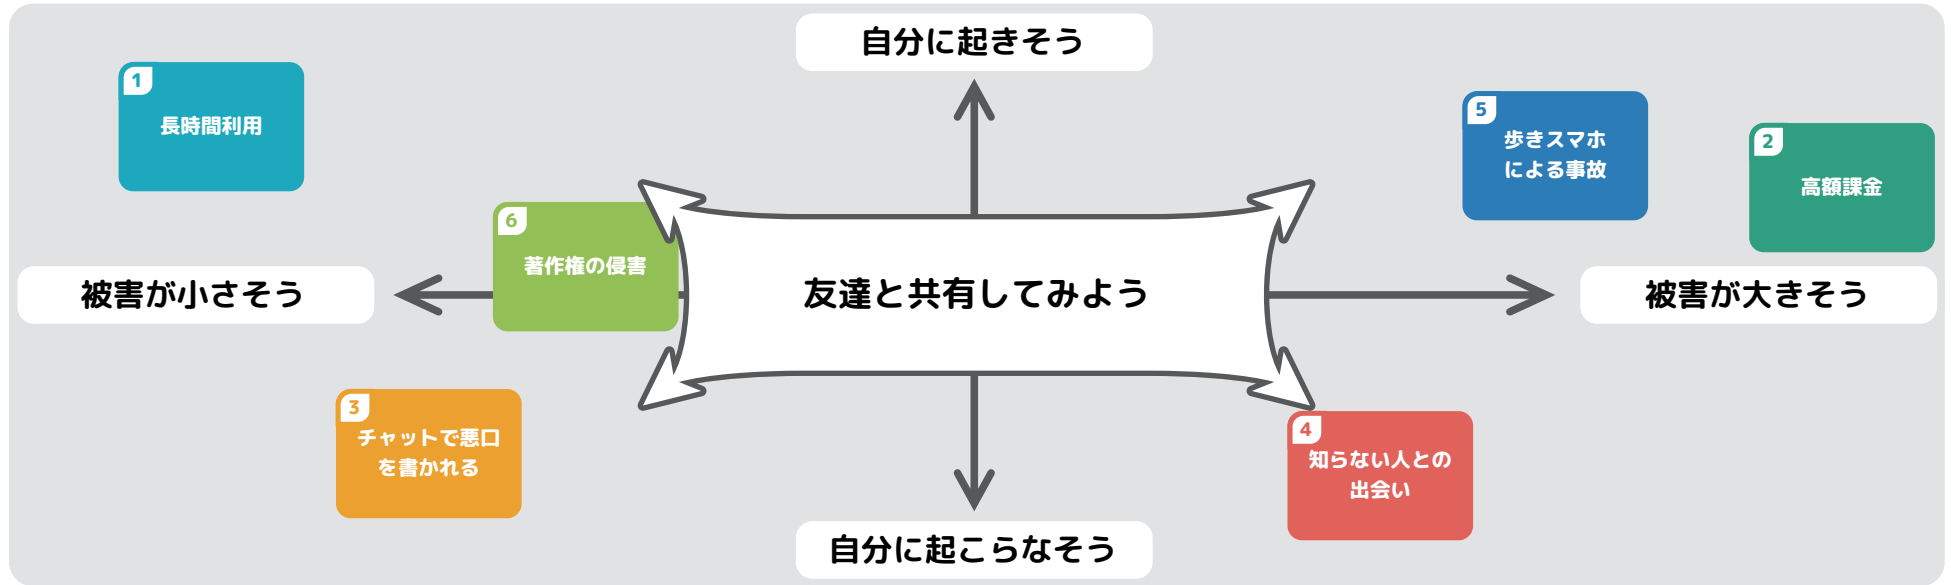 自分に起きそう
1
長時間利用
5
歩きスマホ
による事故
2
高額課金
6
著作権の侵害
被害が小さそう
友達と共有してみよう
被害が大きそう
3
チャットで悪口
を書かれる
4
知らない人との
出会い
自分に起こらなそう